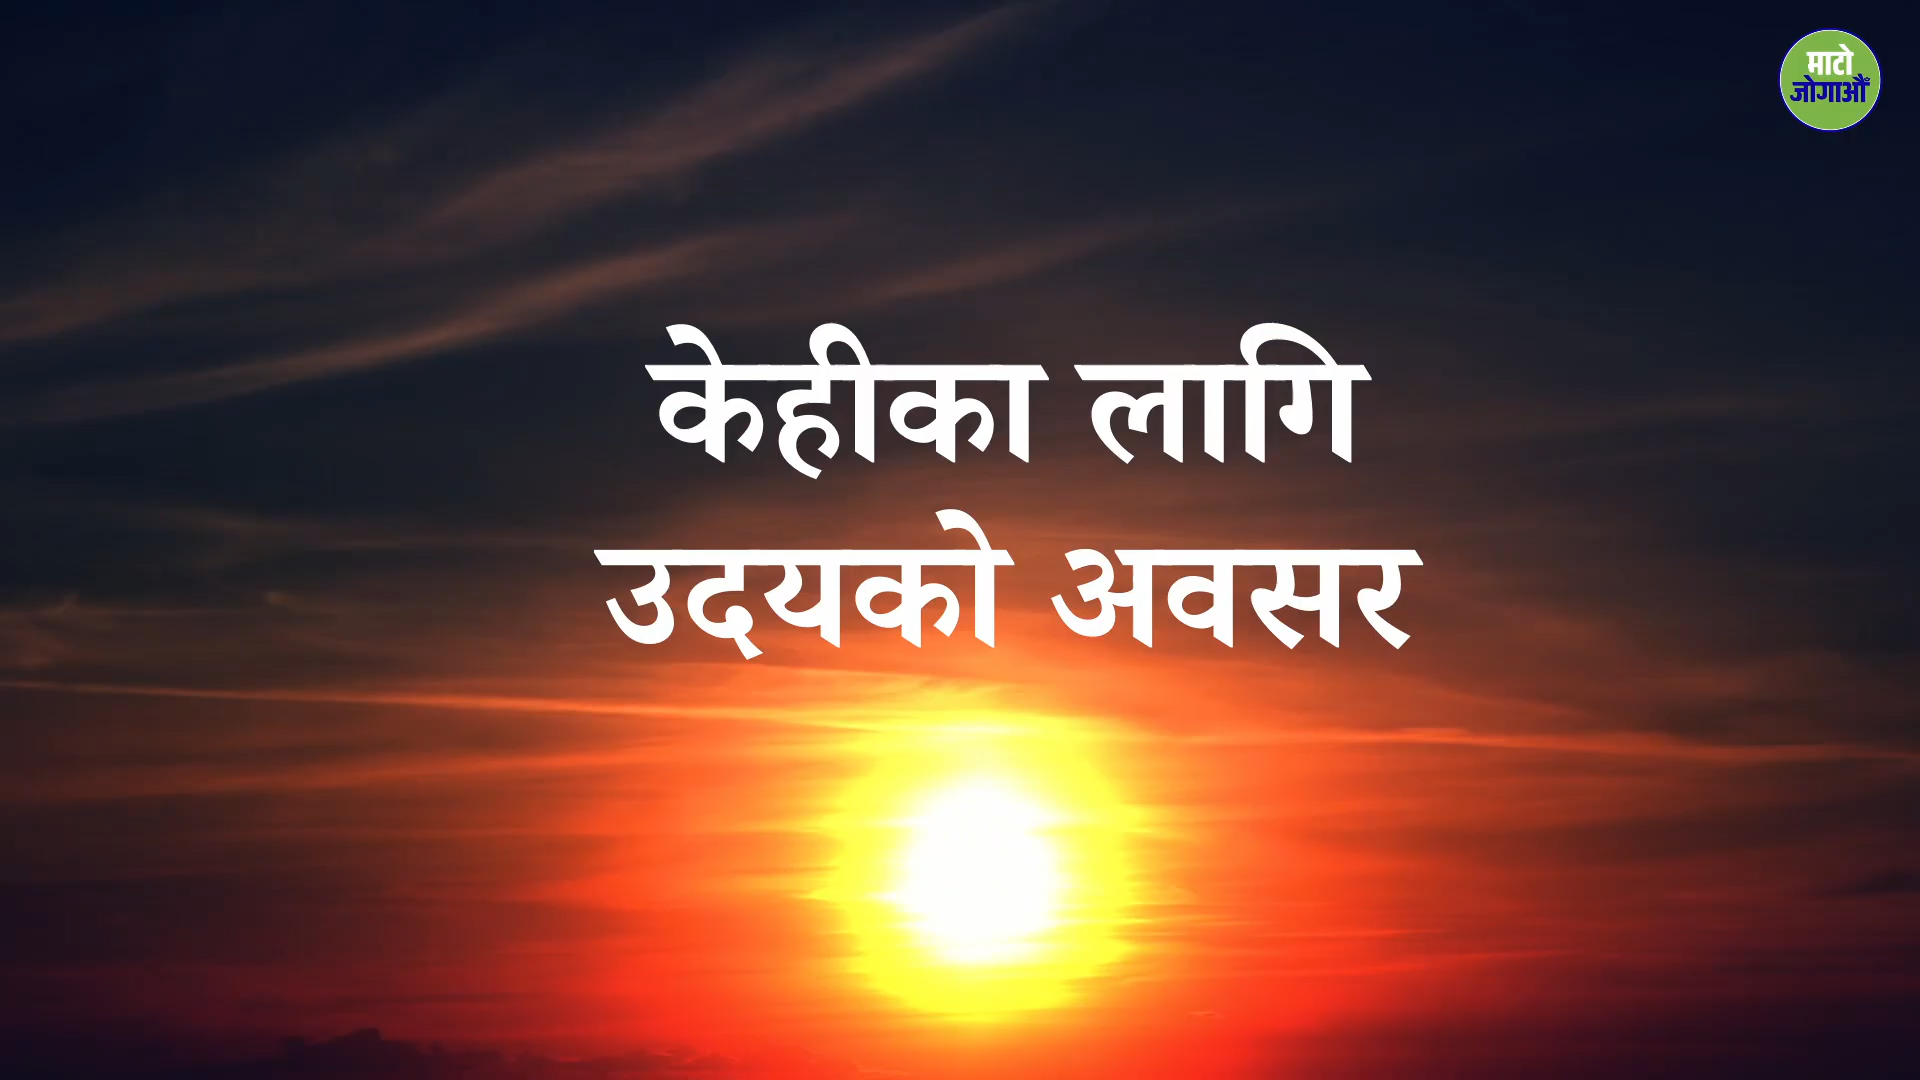 माटो
जोगाऔँ
केहीका लागि
उदयको अवसर